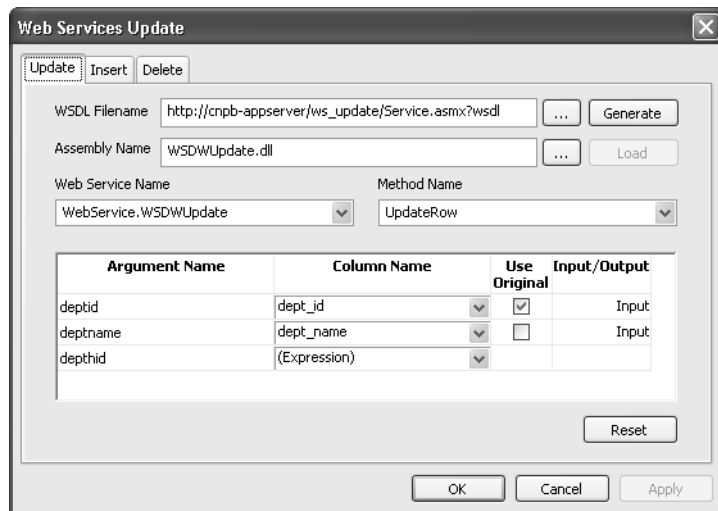 Web Services Update
Update Insert Delete
WSDL Filename http://cnpb-appserver/ws_update/Service.asmx?wsdl ... Generate
Assembly Name WSDWUpdate.dll ... Load
Web Service Name Method Name
WebService.WSDWUpdate UpdateRow
Argument Name Column Name Use Original Input/Output
deptid dept_id Input
deptname dept_name Input
depthid (Expression)
Reset
OK Cancel Apply